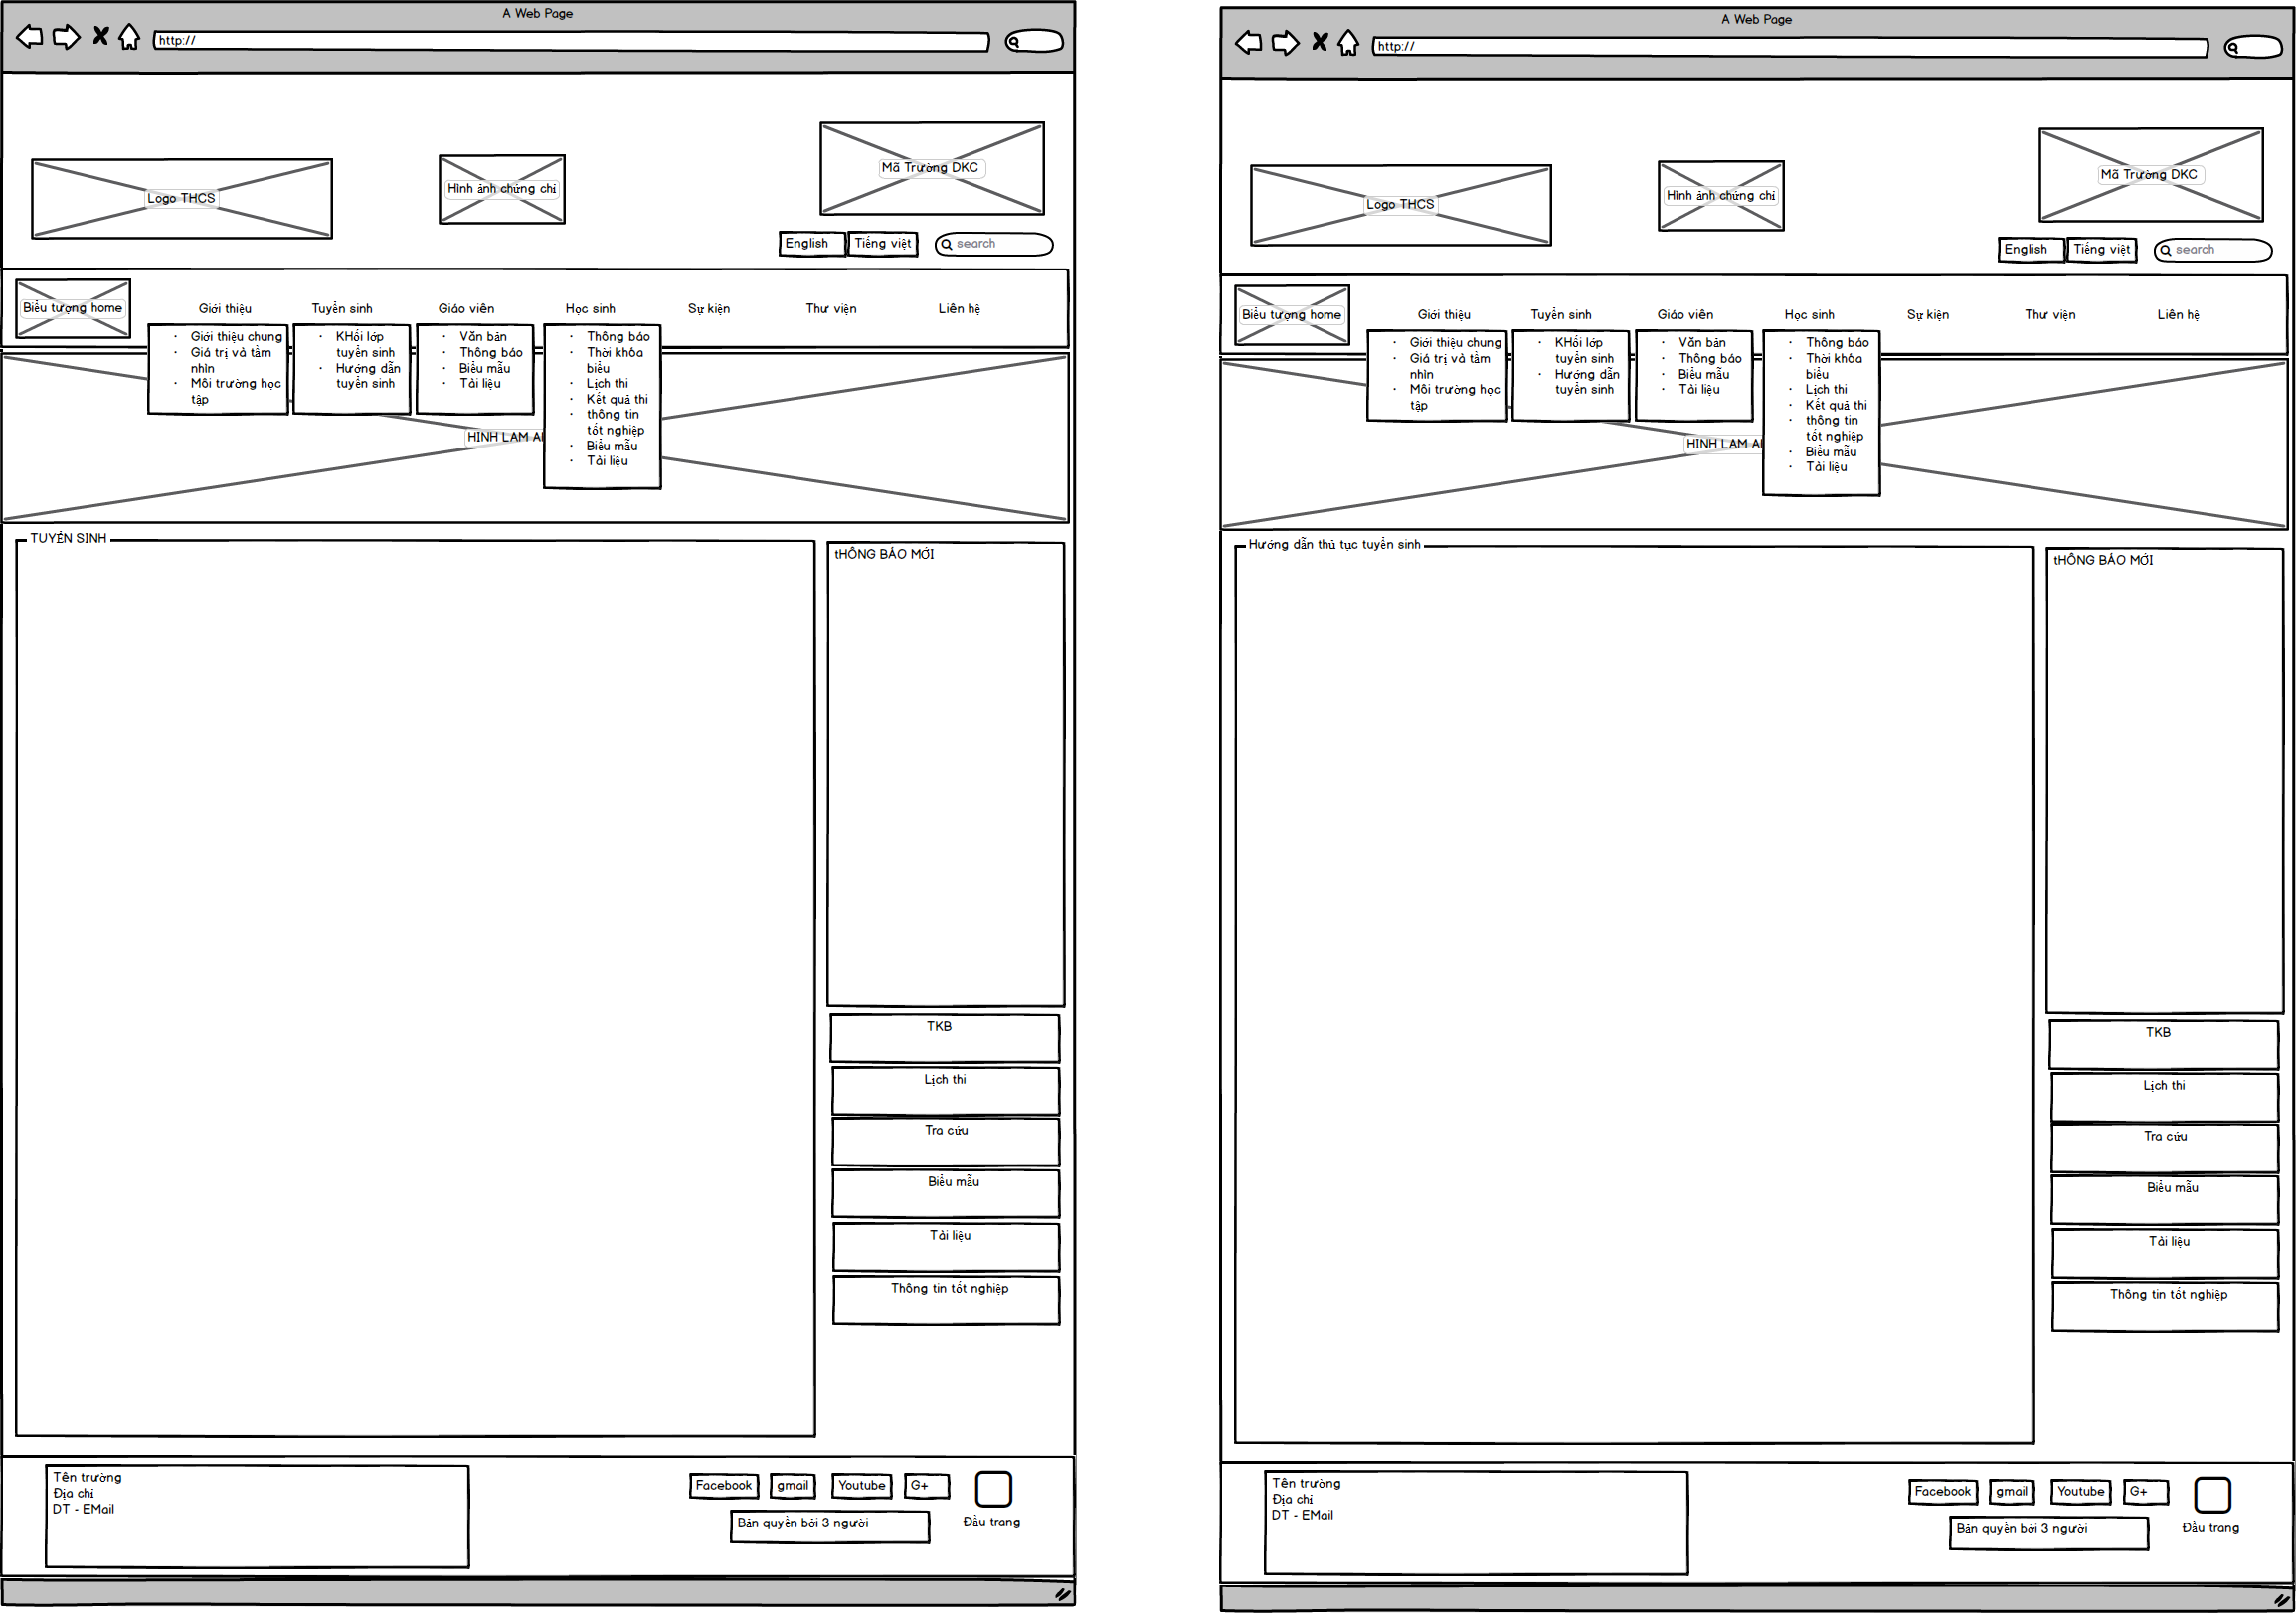 A Web Page
http://
Mã Trường DKC
Hình ảnh chứng chỉ
Logo THCS
English
Tiếng việt
search
Biểu tượng home
Giới thiệu
Tuyển sinh
Giáo viên
Học sinh
Sự kiện
Thư viện
Liên hệ
Giới thiệu chung
Giá trị và tầm
nhìn
Môi trường học
tập
KHối lớp
tuyển sinh
Hướng dẫn
tuyển sinh
Văn bản
Thông báo
Biểu mẫu
Tài liệu
Thông báo
Thời khóa
biểu
Lịch thi
Kết quả thi
thông tin
tốt nghiệp
Biểu mẫu
Tài liệu
HINH LAM
TUYỂN SINH
tHÔNG BÁO MỚI
TKB
Lịch thi
Tra cứu
Biểu mẫu
Tài liệu
Thông tin tốt nghiệp
Tên trường
Địa chỉ
DT - EMail
Facebook
gmail
Youtube
G+
Bản quyền bởi 3 người
Đầu trang
A Web Page
http://
Mã Trường DKC
Hình ảnh chứng chỉ
Logo THCS
English
Tiếng việt
search
Biểu tượng home
Giới thiệu
Tuyển sinh
Giáo viên
Học sinh
Sự kiện
Thư viện
Liên hệ
Giới thiệu chung
Giá trị và tầm
nhìn
Môi trường học
tập
KHối lớp
tuyển sinh
Hướng dẫn
tuyển sinh
Văn bản
Thông báo
Biểu mẫu
Tài liệu
Thông báo
Thời khóa
biểu
Lịch thi
Kết quả thi
thông tin
tốt nghiệp
Biểu mẫu
Tài liệu
HINH LAM
Hướng dẫn thủ tục tuyển sinh
tHÔNG BÁO MỚI
TKB
Lịch thi
Tra cứu
Biểu mẫu
Tài liệu
Thông tin tốt nghiệp
Tên trường
Địa chỉ
DT - EMail
Facebook
gmail
Youtube
G+
Bản quyền bởi 3 người
Đầu trang